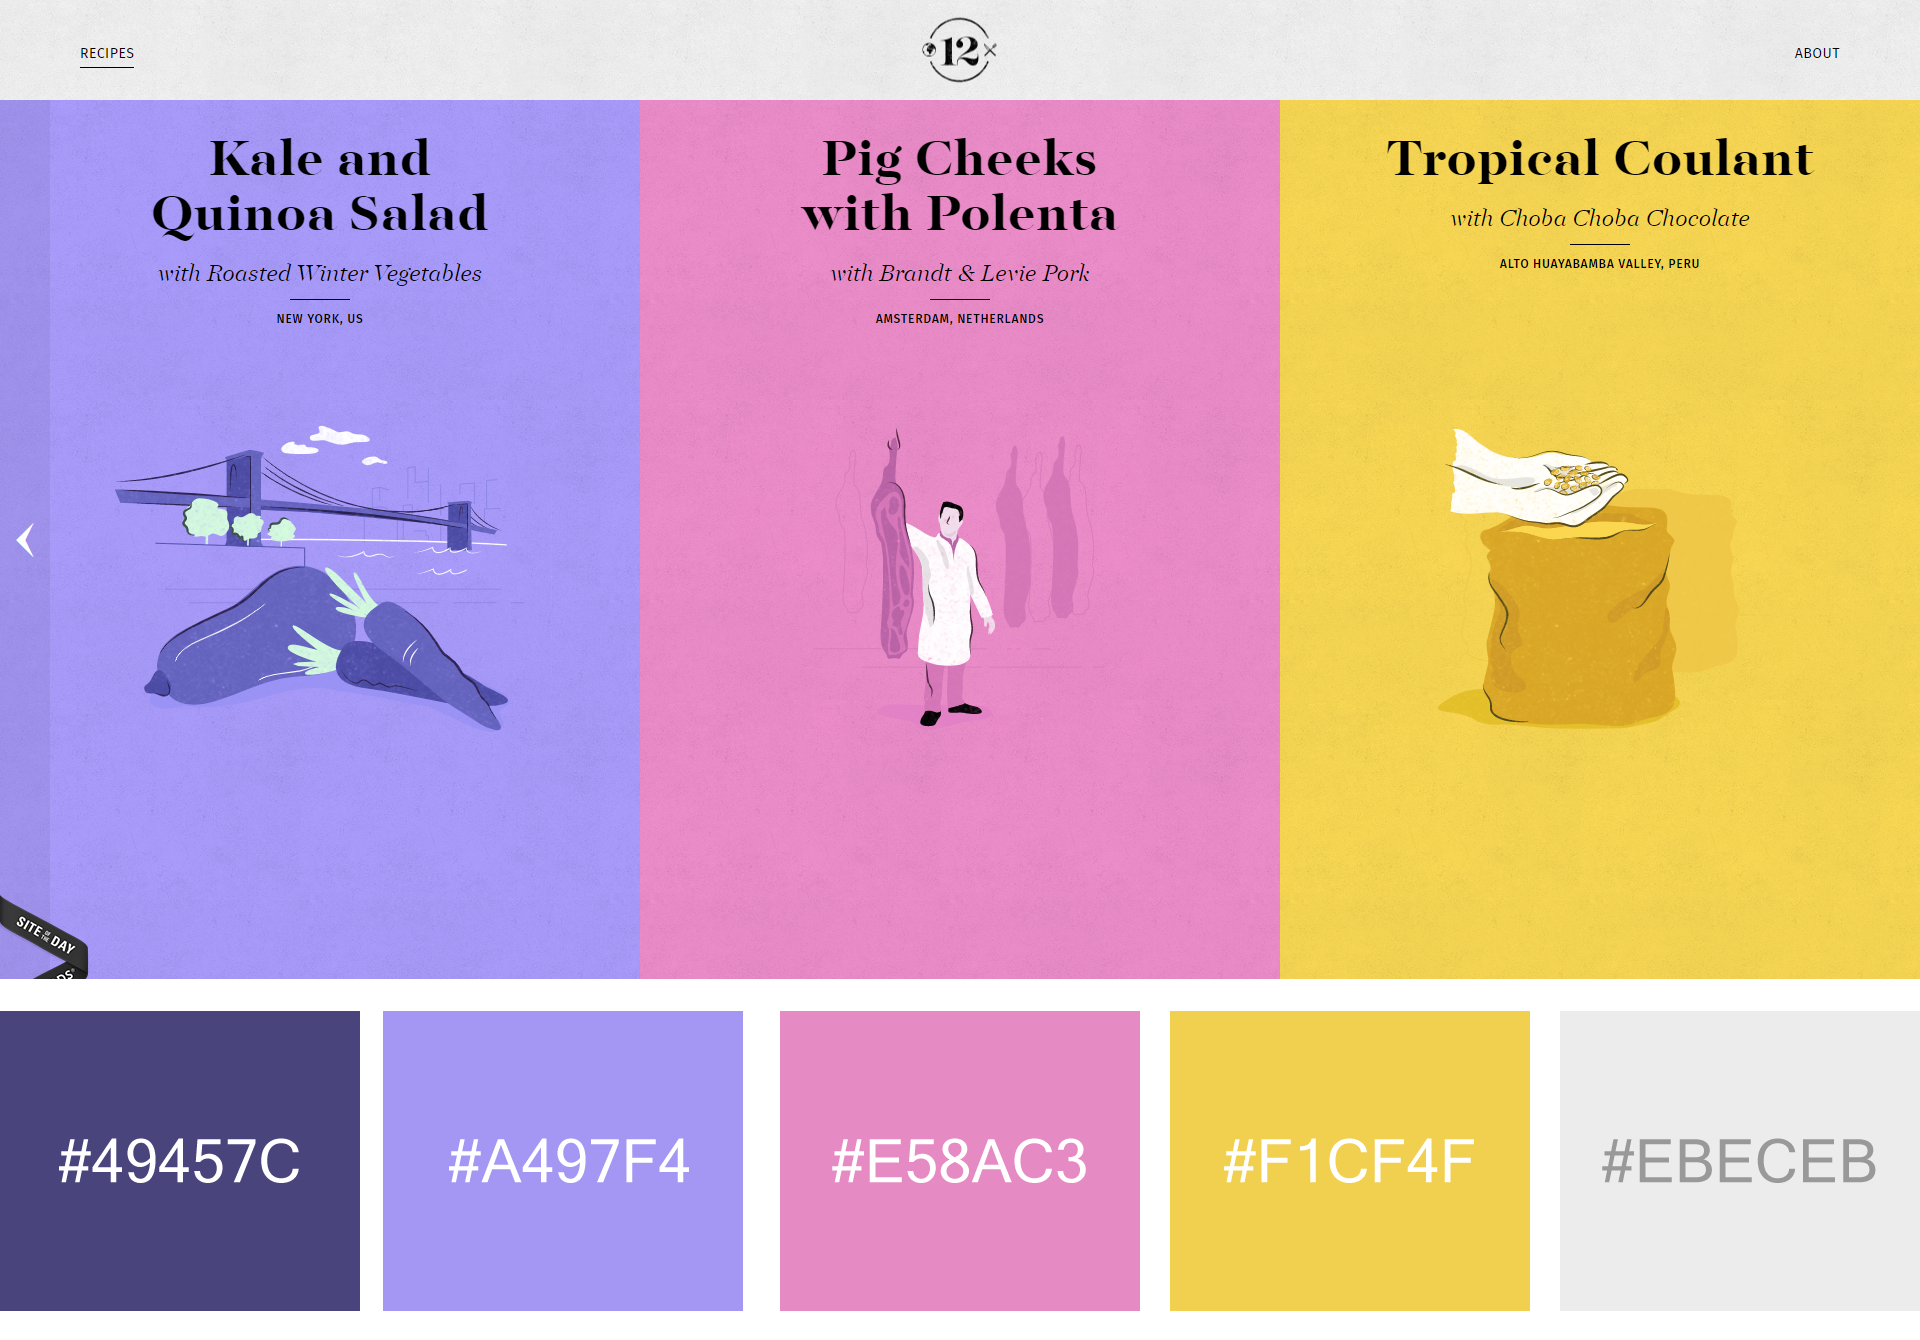 RECIPES
12
ABOUT
Kale and
Quinoa Salad
with Roasted Winter Vegetables
NEW YORK, US
Pig Cheeks
with Polenta
with Brandt & Levie Pork
AMSTERDAM, NETHERLANDS
Tropical Coulant
with Choba Choba Chocolate
ALTO HUAYABAMBA VALLEY, PERU
SITE OF THE DAY
DS
#49457C
#A497F4
#E58AC3
#F1CF4F
#EBECEB